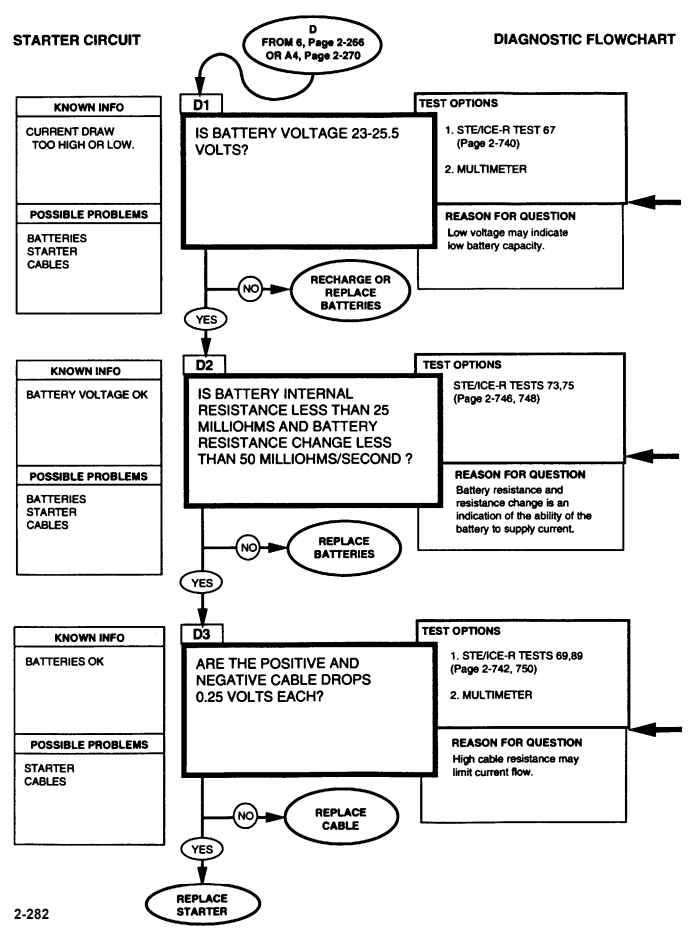 STARTER CIRCUIT
D
FROM 6, Page 2-266
OR A4, Page 2-270
DIAGNOSTIC FLOWCHART
KNOWN INFO
CURRENT DRAW
TOO HIGH OR LOW.
POSSIBLE PROBLEMS
BATTERIES
STARTER
CABLES
D1
IS BATTERY VOLTAGE 23-25.5
VOLTS?
TEST OPTIONS
1. STE/ICE-R TEST 67
(Page 2-740)
2. MULTIMETER
REASON FOR QUESTION
Low voltage may indicate
low battery capacity.
NO
RECHARGE OR
REPLACE
BATTERIES
YES
KNOWN INFO
BATTERY VOLTAGE OK
POSSIBLE PROBLEMS
BATTERIES
STARTER
CABLES
D2
IS BATTERY INTERNAL
RESISTANCE LESS THAN 25
MILLIOHMS AND BATTERY
RESISTANCE CHANGE LESS
THAN 50 MILLIOHMS/SECOND ?
TEST OPTIONS
STE/ICE-R TESTS 73,75
(Page 2-746, 748)
REASON FOR QUESTION
Battery resistance and
resistance change is an
indication of the ability of the
battery to supply current.
NO
REPLACE
BATTERIES
YES
KNOWN INFO
BATTERIES OK
POSSIBLE PROBLEMS
STARTER
CABLES
D3
ARE THE POSITIVE AND
NEGATIVE CABLE DROPS
0.25 VOLTS EACH?
TEST OPTIONS
1. STE/ICE-R TESTS 69,89
(Page 2-742, 750)
2. MULTIMETER
REASON FOR QUESTION
High cable resistance may
limit current flow.
NO
REPLACE
CABLE
YES
REPLACE
STARTER
2-282